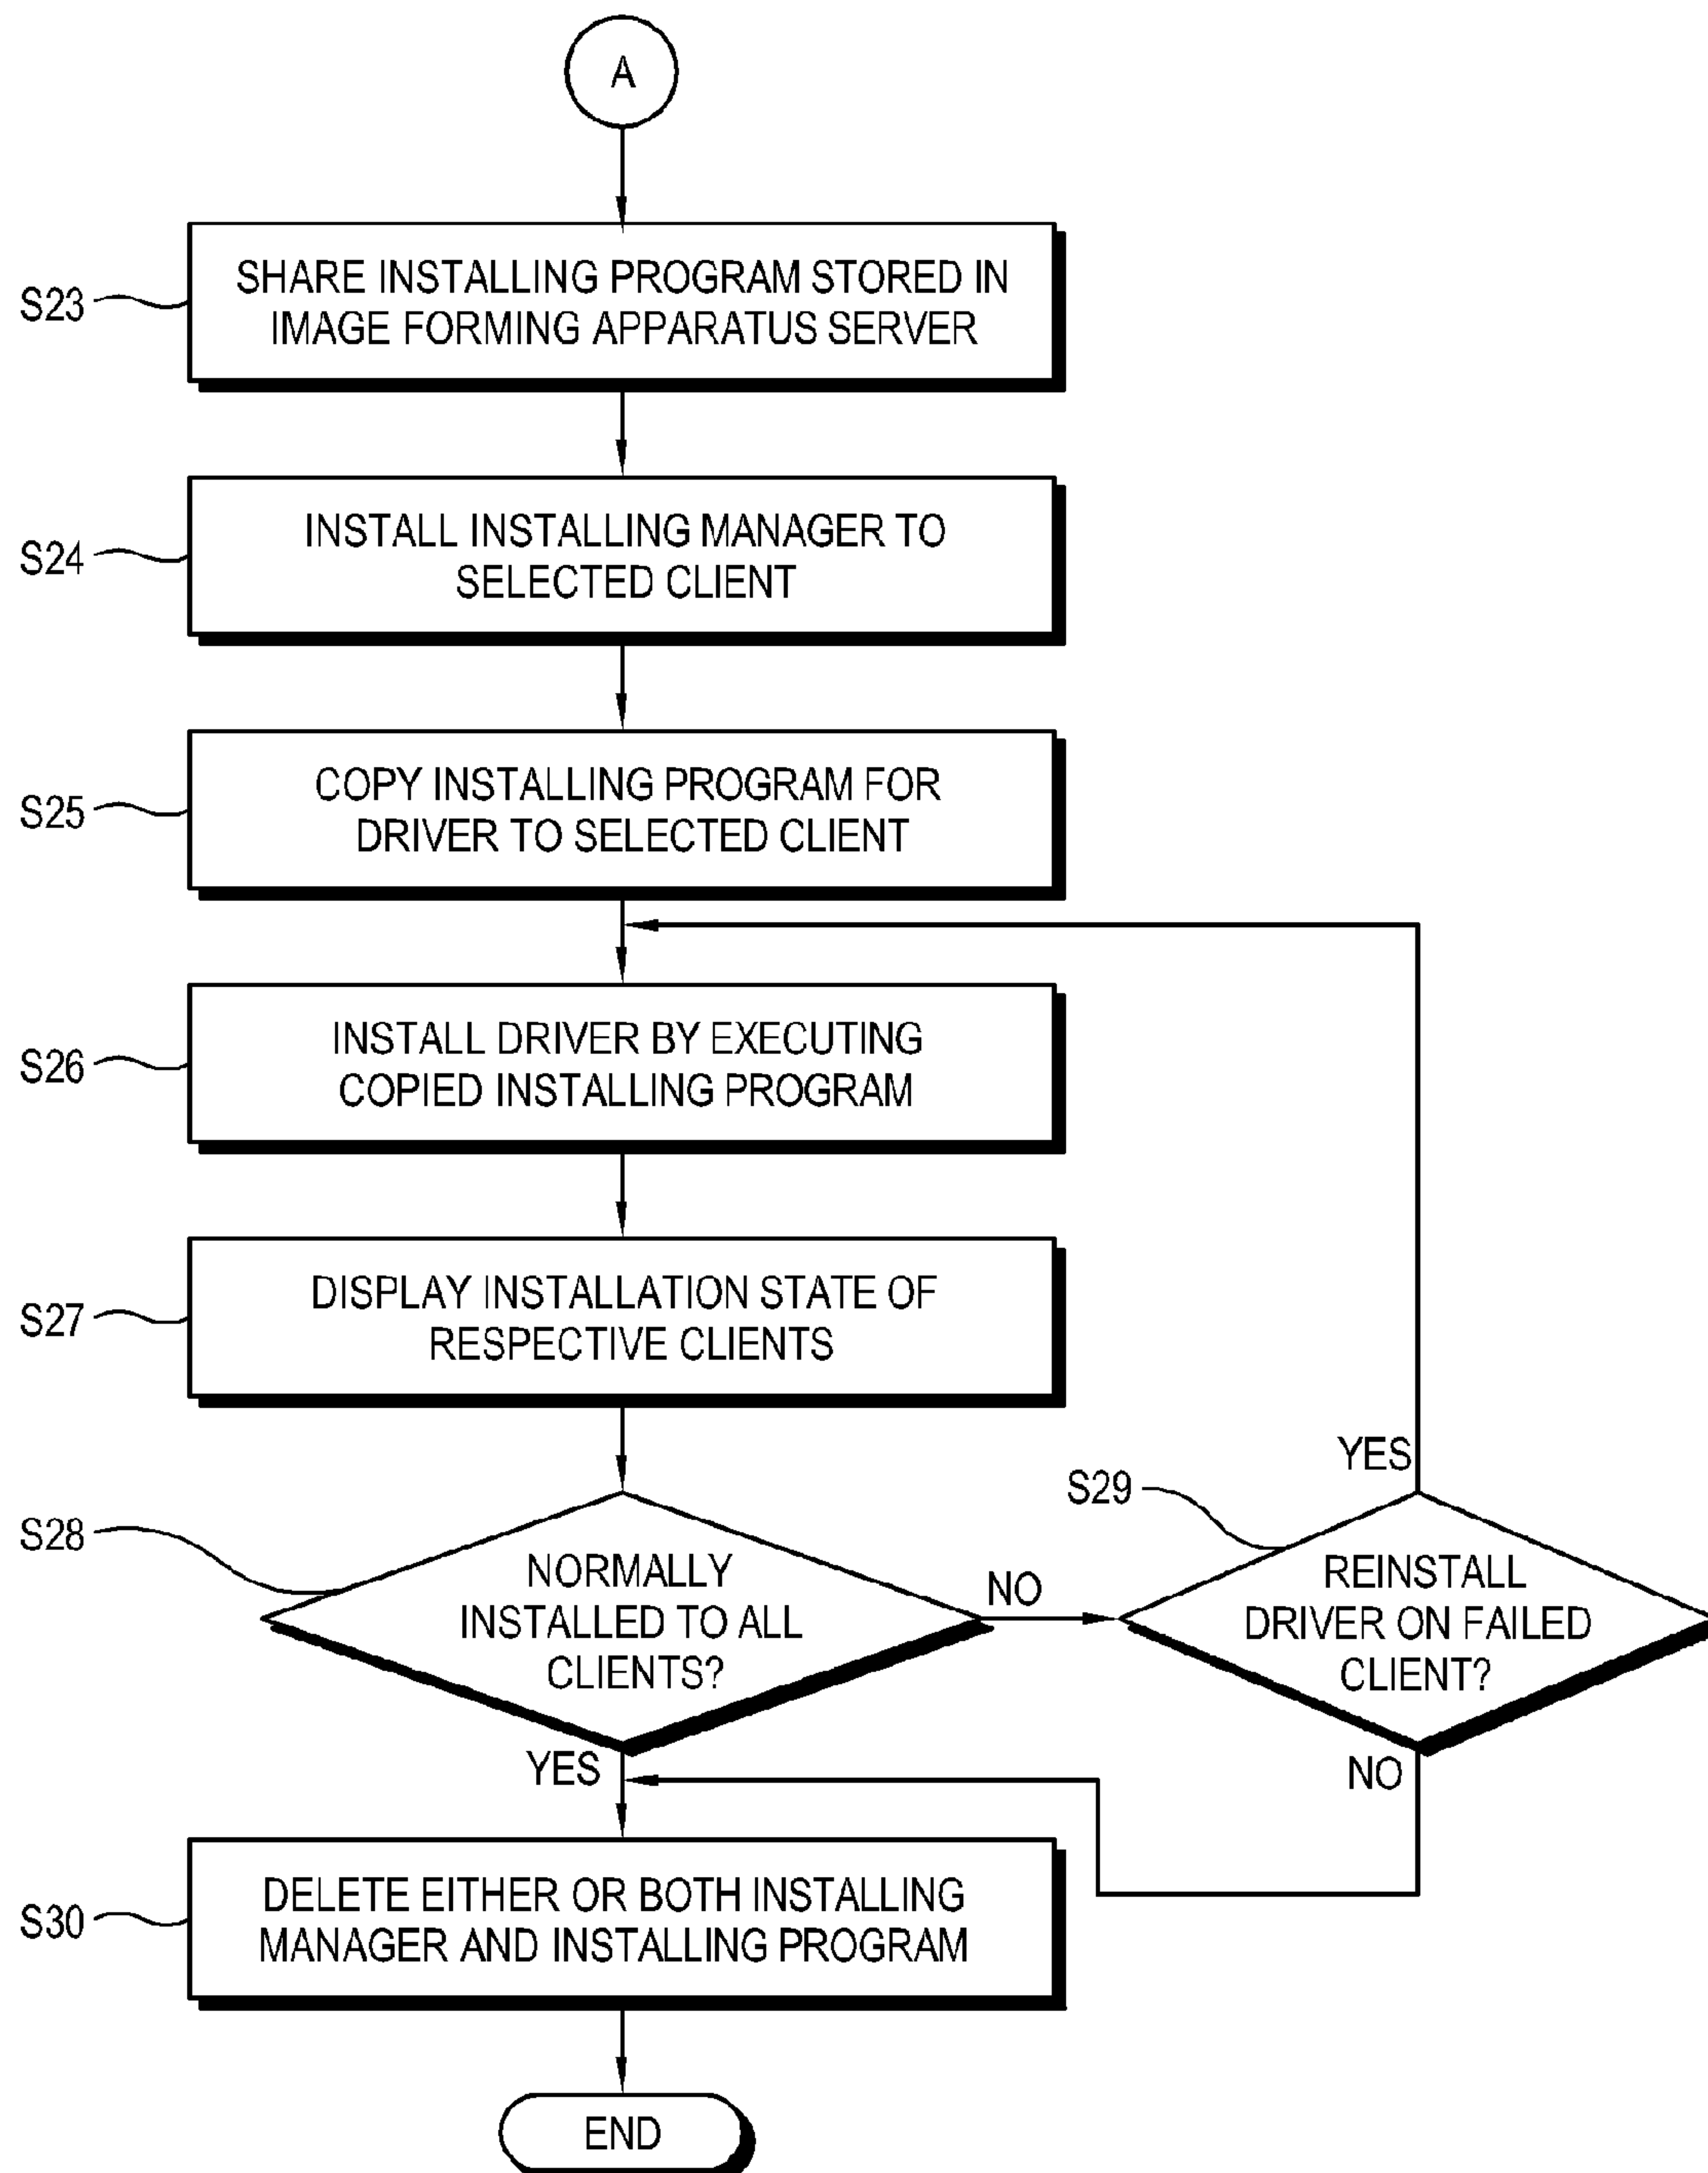 A
S23
SHARE INSTALLING PROGRAM STORED IN
IMAGE FORMING APPARATUS SERVER
S24
INSTALL INSTALLING MANAGER TO
SELECTED CLIENT
S25
COPY INSTALLING PROGRAM FOR
DRIVER TO SELECTED CLIENT
S26
INSTALL DRIVER BY EXECUTING
COPIED INSTALLING PROGRAM
S27
DISPLAY INSTALLATION STATE OF
RESPECTIVE CLIENTS
S28
NORMALLY
INSTALLED TO ALL
CLIENTS?
NO
YES
S29
YES
REINSTALL
DRIVER ON FAILED
CLIENT?
NO
S30
DELETE EITHER OR BOTH INSTALLING
MANAGER AND INSTALLING PROGRAM
END